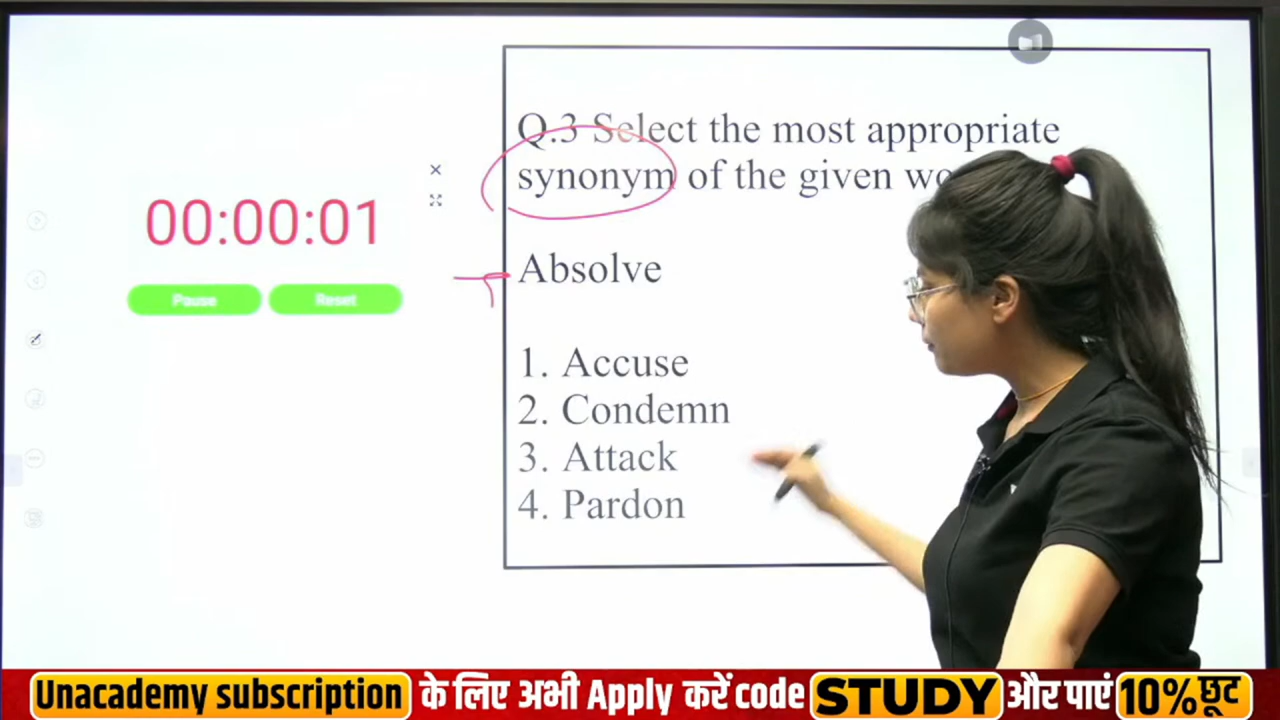 Q.3 Select the most appropriate
synonym of the given
Absolve
1. Accuse
2. Condemn
3. Attack
4. Pardon
00:00:01
Pause
Reset
Unacademy subscription के लिए अभी Apply करें code STUDY और पाएं 10% छूट